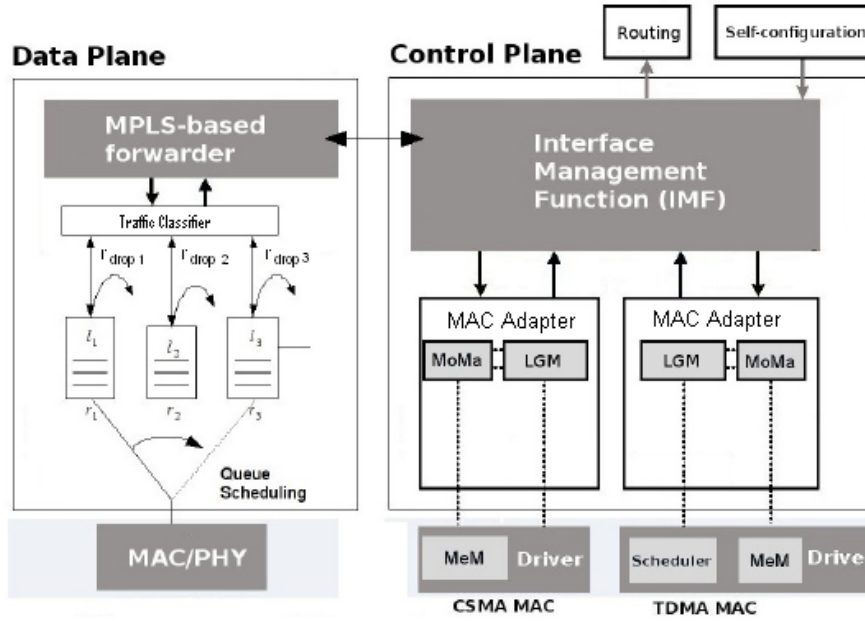 Routing
Self-configuration
Data Plane
Control Plane
MPLS-based
forwarder
Interface
Management
Function (IMF)
Traffic Classifier
r drop 1
r drop 2
r drop 3
l1
l2
l3
r1
r2
r3
Queue
Scheduling
MAC Adapter
MoMa
LGM
MAC Adapter
LGM
MoMa
MAC/PHY
MeM
Driver
Scheduler
MeM
Drive
CSMA MAC
TDMA MAC